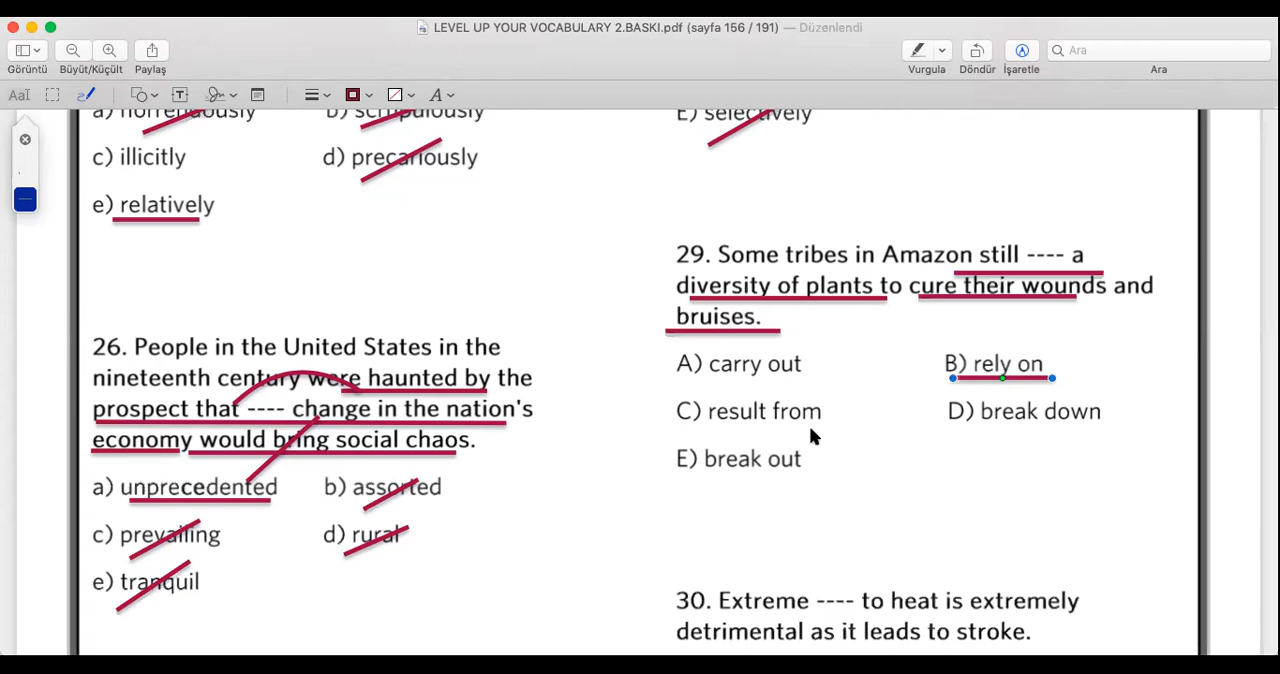 LEVEL UP YOUR VOCABULARY 2.BASKI.pdf (sayfa 156 / 191) — Düzenlendi
Ara
Görüntü Büyüt/Küçült Paylaş Vurgula Döndür İşaretle Ara
a) horrendously b) scrupulously
c) illicitly d) precariously
e) relatively
26. People in the United States in the
nineteenth century were haunted by the
prospect that ---- change in the nation's
economy would bring social chaos.
a) unprecedented b) assorted
c) prevailing d) rural
e) tranquil
E) selectively
29. Some tribes in Amazon still ---- a
diversity of plants to cure their wounds and
bruises.
A) carry out B) rely on
C) result from D) break down
E) break out
30. Extreme ---- to heat is extremely
detrimental as it leads to stroke.